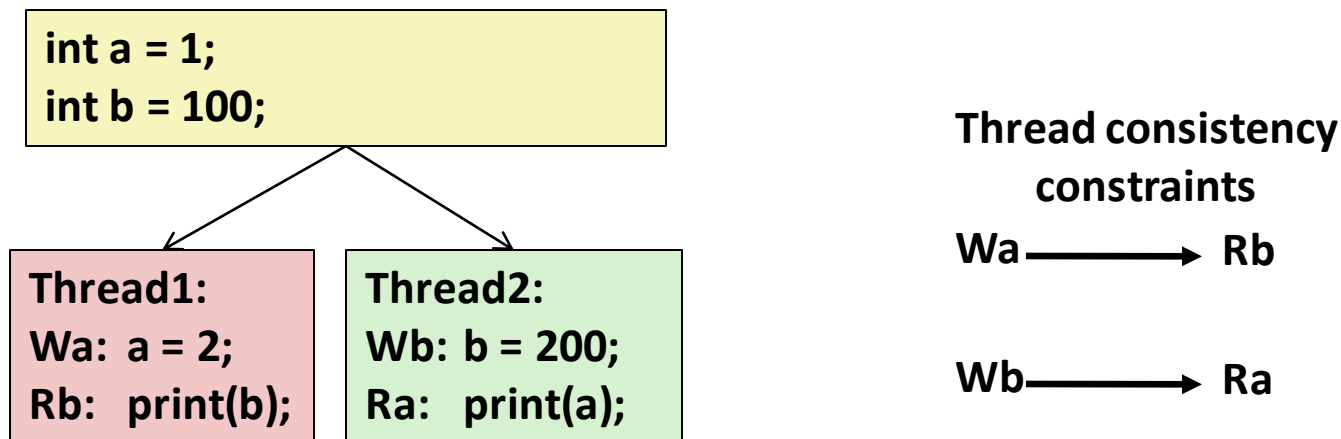 int a = 1;
int b = 100;
Thread consistency
constraints
Wa Rb
Wb Ra
Thread1:
Wa: a = 2;
Rb: print(b);
Thread2:
Wb: b = 200;
Ra: print(a);